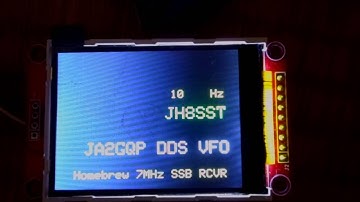 10 Hz
JH8SST
JA2GQP DDS VFO
Homebrew 7MHz SSB RCVR